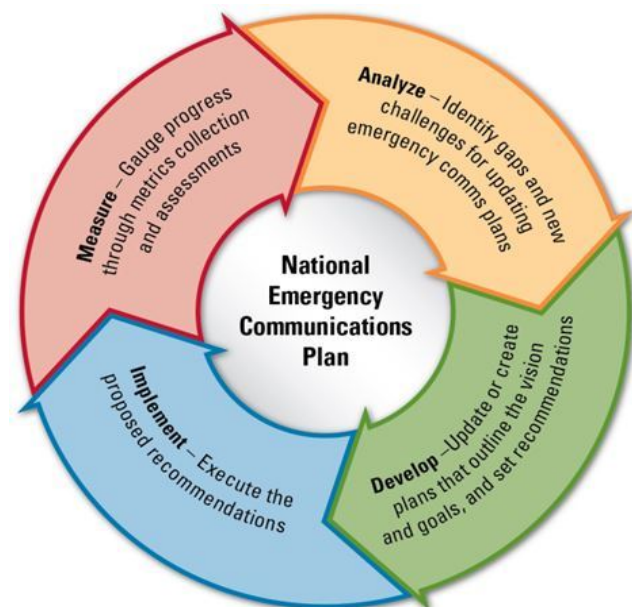 National
Emergency
Communications
Plan
Analyze – Identify gaps and new
challenges for updating
emergency comms plans
Develop – Update or create
plans that outline the vision
and goals, and set recommendations
Implement – Execute the
proposed recommendations
Measure – Gauge progress
through metrics collection
and assessments